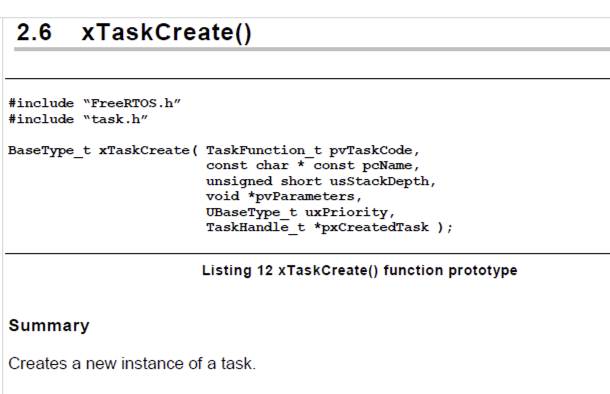 2.6 xTaskCreate()
#include “FreeRTOS.h”
#include “task.h”
BaseType_t xTaskCreate( TaskFunction_t pvTaskCode,
const char * const pcName,
unsigned short usStackDepth,
void *pvParameters,
UBaseType_t uxPriority,
TaskHandle_t *pxCreatedTask );
Listing 12 xTaskCreate() function prototype
Summary
Creates a new instance of a task.